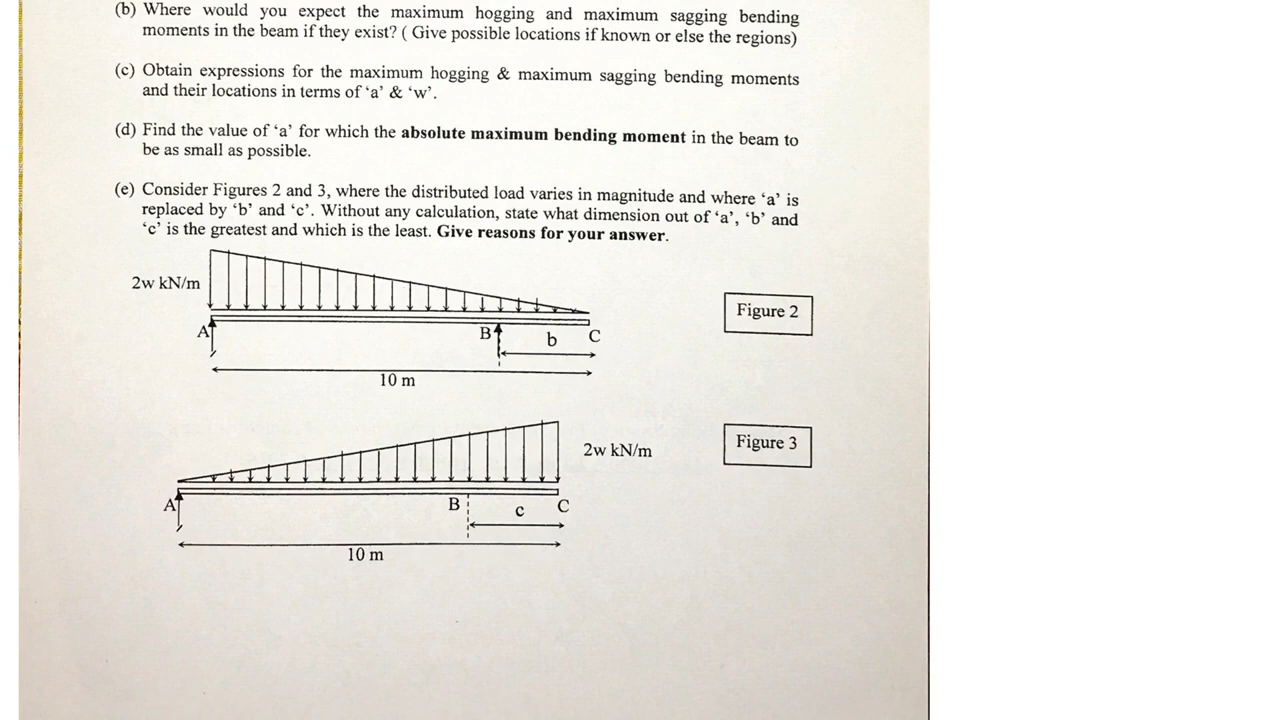 (b) Where would you expect the maximum hogging and maximum sagging bending
moments in the beam if they exist? ( Give possible locations if known or else the regions)
(c) Obtain expressions for the maximum hogging & maximum sagging bending moments
and their locations in terms of ‘a’ & ‘w’.
(d) Find the value of ‘a’ for which the absolute maximum bending moment in the beam to
be as small as possible.
(e) Consider Figures 2 and 3, where the distributed load varies in magnitude and where ‘a’ is
replaced by ‘b’ and ‘c’. Without any calculation, state what dimension out of ‘a’, ‘b’ and
‘c’ is the greatest and which is the least. Give reasons for your answer.
2w kN/m
Figure 2
A
B
b
C
10 m
2w kN/m
Figure 3
A
B
c
C
10 m